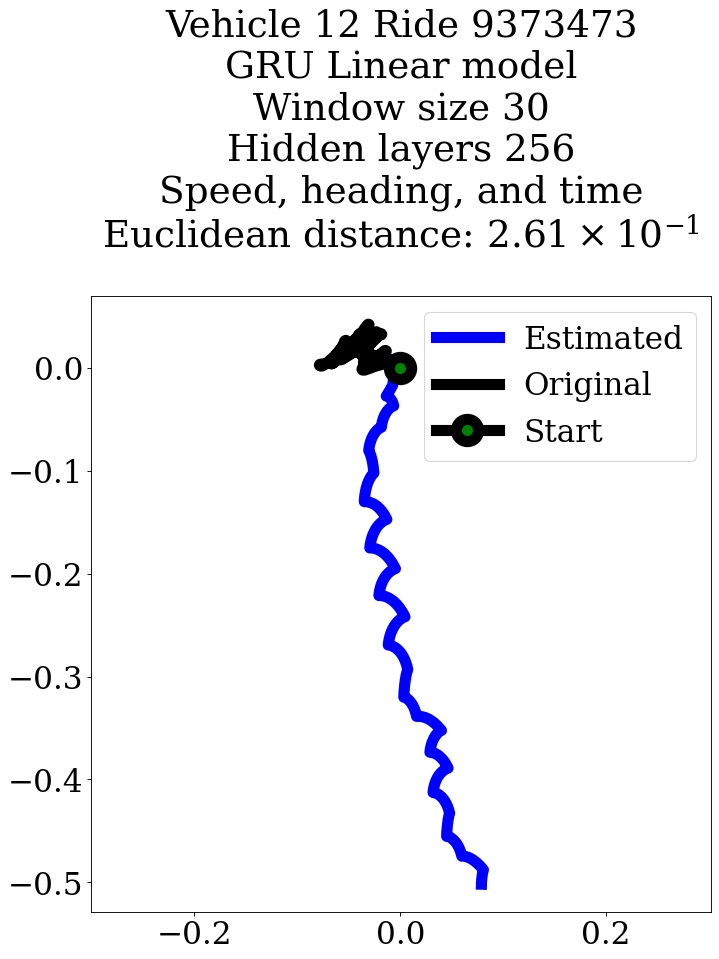 Vehicle 12 Ride 9373473
GRU Linear model
Window size 30
Hidden layers 256
Speed, heading, and time
Euclidean distance: 2.61 × 10⁻¹
Estimated
Original
Start
0.0
−0.1
−0.2
−0.3
−0.4
−0.5
−0.2
0.0
0.2